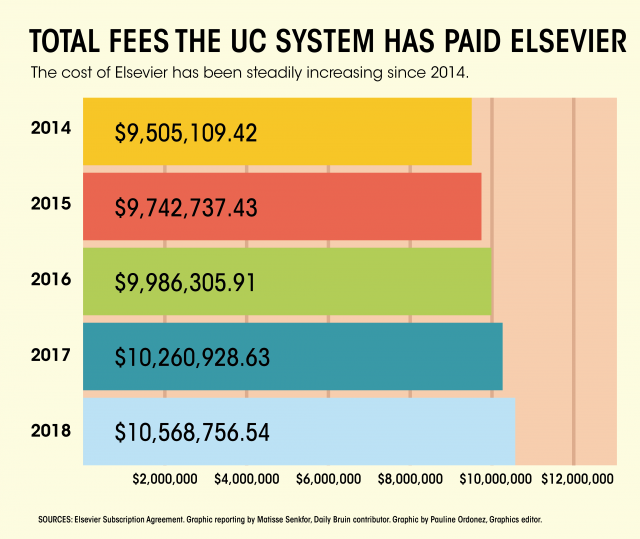 TOTAL FEES THE UC SYSTEM HAS PAID ELSEVIER
The cost of Elsevier has been steadily increasing since 2014.
2014 $9,505,109.42
2015 $9,742,737.43
2016 $9,986,305.91
2017 $10,260,928.63
2018 $10,568,756.54
$2,000,000 $4,000,000 $6,000,000 $8,000,000 $10,000,000 $12,000,000
SOURCES: Elsevier Subscription Agreement. Graphic reporting by Matisse Senkfor, Daily Bruin contributor. Graphic by Pauline Ordonez, Graphics editor.